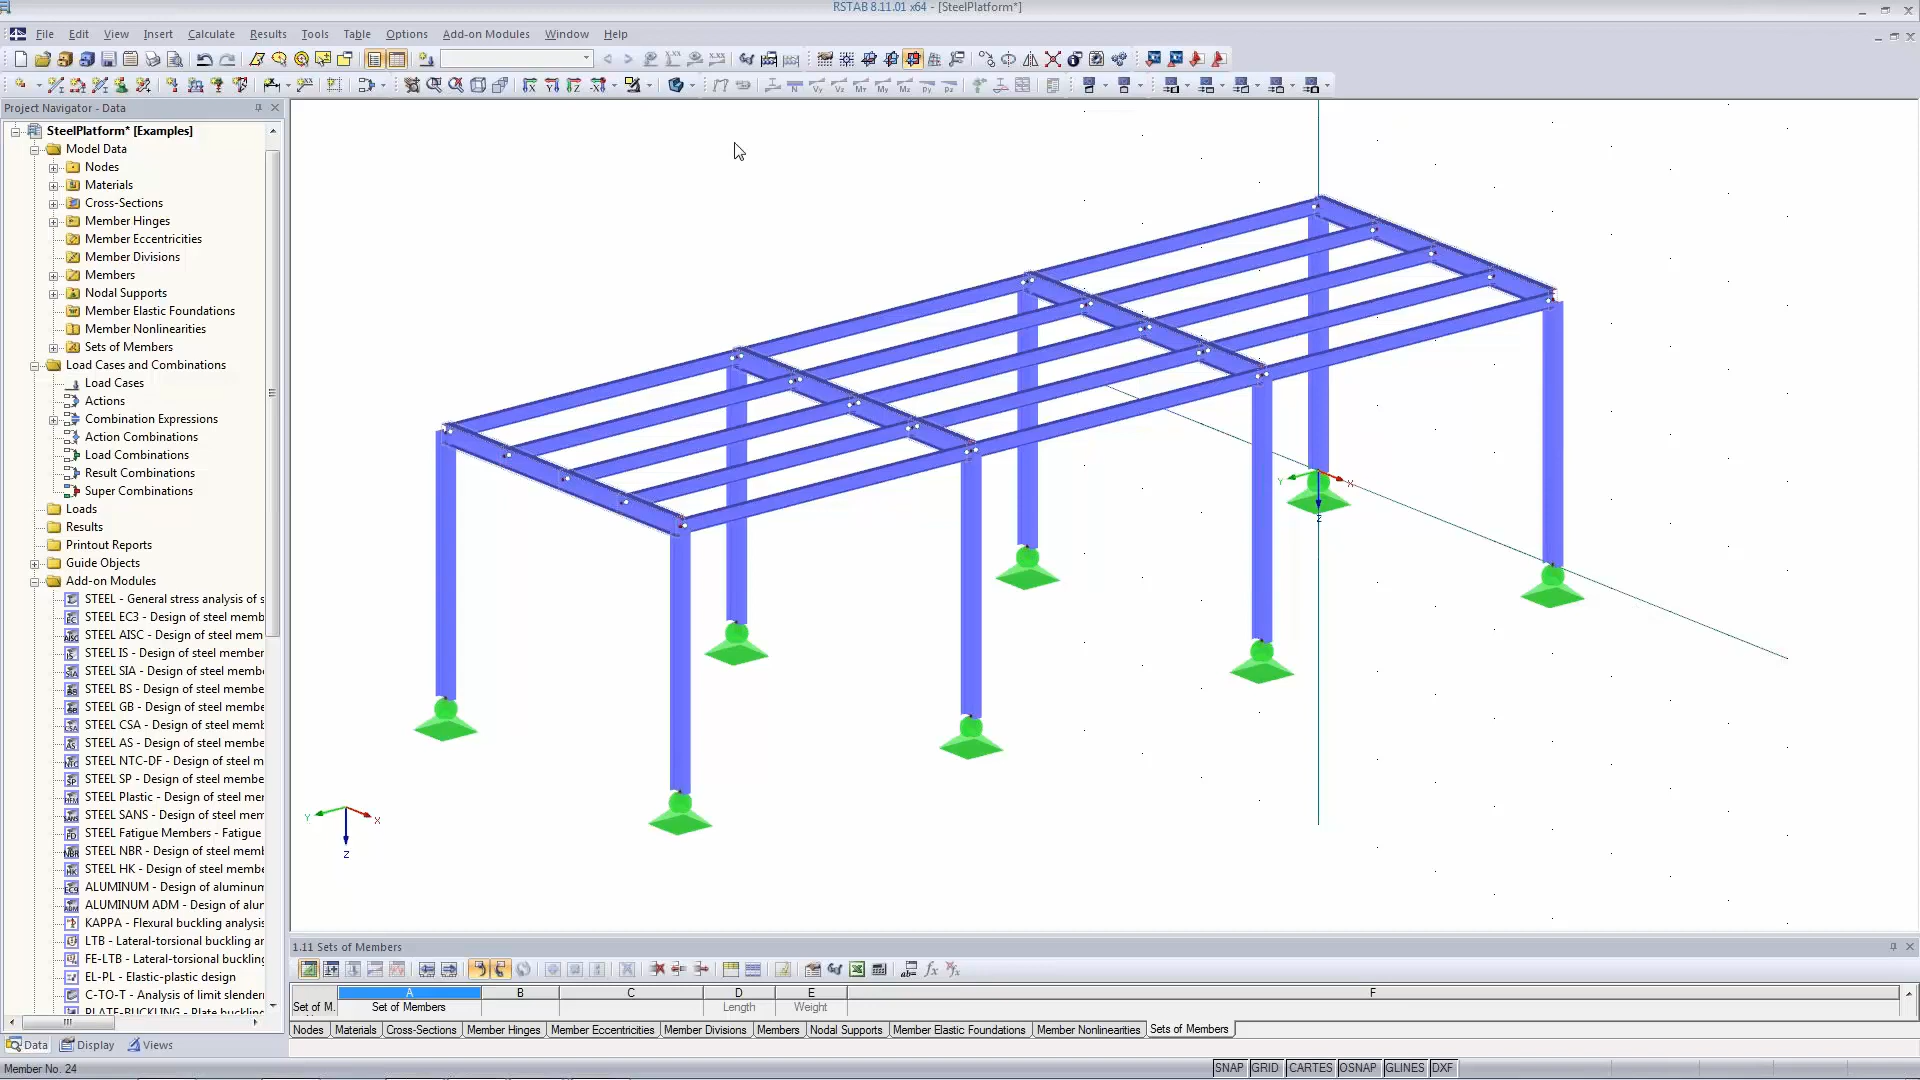 RSTAB 8.11.01 x64 - [SteelPlatform*]
File Edit View Insert Calculate Results Tools Table Options Add-on Modules Window Help
Project Navigator - Data
SteelPlatform* [Examples]
Model Data
Nodes
Materials
Cross-Sections
Member Hinges
Member Eccentricities
Member Divisions
Members
Nodal Supports
Member Elastic Foundations
Member Nonlinearities
Sets of Members
Load Cases and Combinations
Load Cases
Actions
Combination Expressions
Action Combinations
Load Combinations
Result Combinations
Super Combinations
Loads
Results
Printout Reports
Guide Objects
Add-on Modules
STEEL - General stress analysis of s
STEEL EC3 - Design of steel memb
STEEL AISC - Design of steel mem
STEEL IS - Design of steel membe
STEEL SIA - Design of steel membe
STEEL BS - Design of steel membe
STEEL GB - Design of steel membe
STEEL CSA - Design of steel memb
STEEL AS - Design of steel membe
STEEL NTC-DF - Design of steel m
STEEL SP - Design of steel membe
STEEL Plastic - Design of steel mer
STEEL SANS - Design of steel mem
STEEL Fatigue Members - Fatigue
STEEL NBR - Design of steel memb
STEEL HK - Design of steel membe
ALUMINUM - Design of aluminum
ALUMINUM ADM - Design of alur
KAPPA - Flexural buckling analysis
LTB - Lateral-torsional buckling ar
FE-LTB - Lateral-torsional buckling
EL-PL - Elastic-plastic design
C-TO-T - Analysis of limit slender
PLATE-BUCKLING - Plate buckling
Data Display Views
Y X
Z
Y X
Z
1.11 Sets of Members
A B C D E F
Set of M. Set of Members Length Weight
Nodes Materials Cross-Sections Member Hinges Member Eccentricities Member Divisions Members Nodal Supports Member Elastic Foundations Member Nonlinearities Sets of Members
Member No. 24
SNAP GRID CARTES OSNAP GLINES DXF